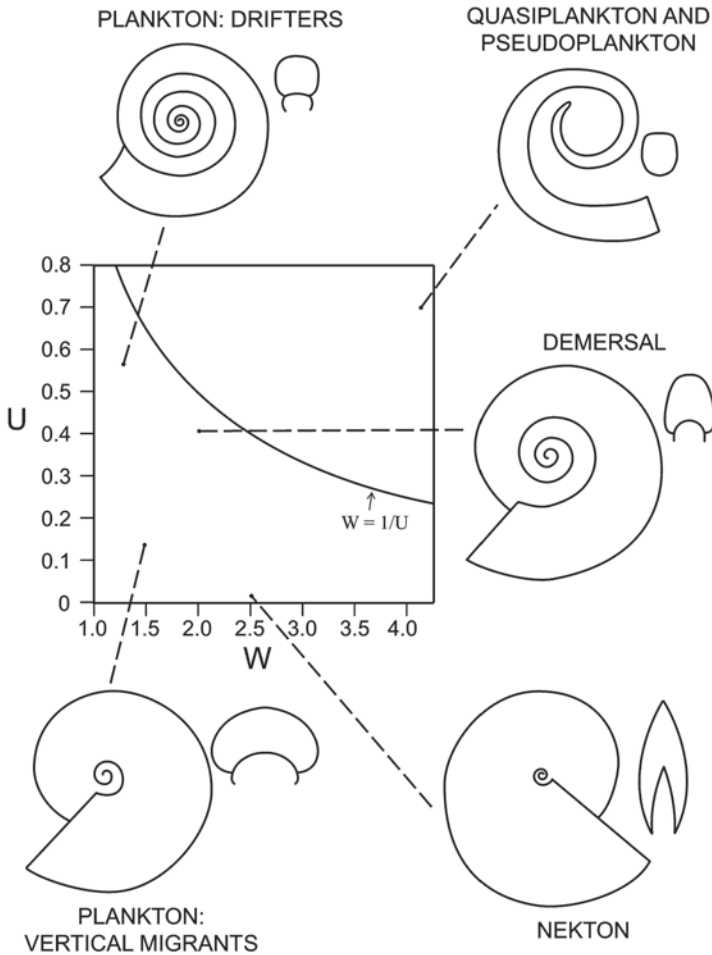 PLANKTON: DRIFTERS
QUASIPLANKTON AND
PSEUDOPLANKTON
0.8
0.7
0.6
0.5
0.4
0.3
0.2
0.1
0
U
DEMERSAL
W = 1/U
1.0 1.5 2.0 2.5 3.0 3.5 4.0
W
PLANKTON:
VERTICAL MIGRANTS
NEKTON